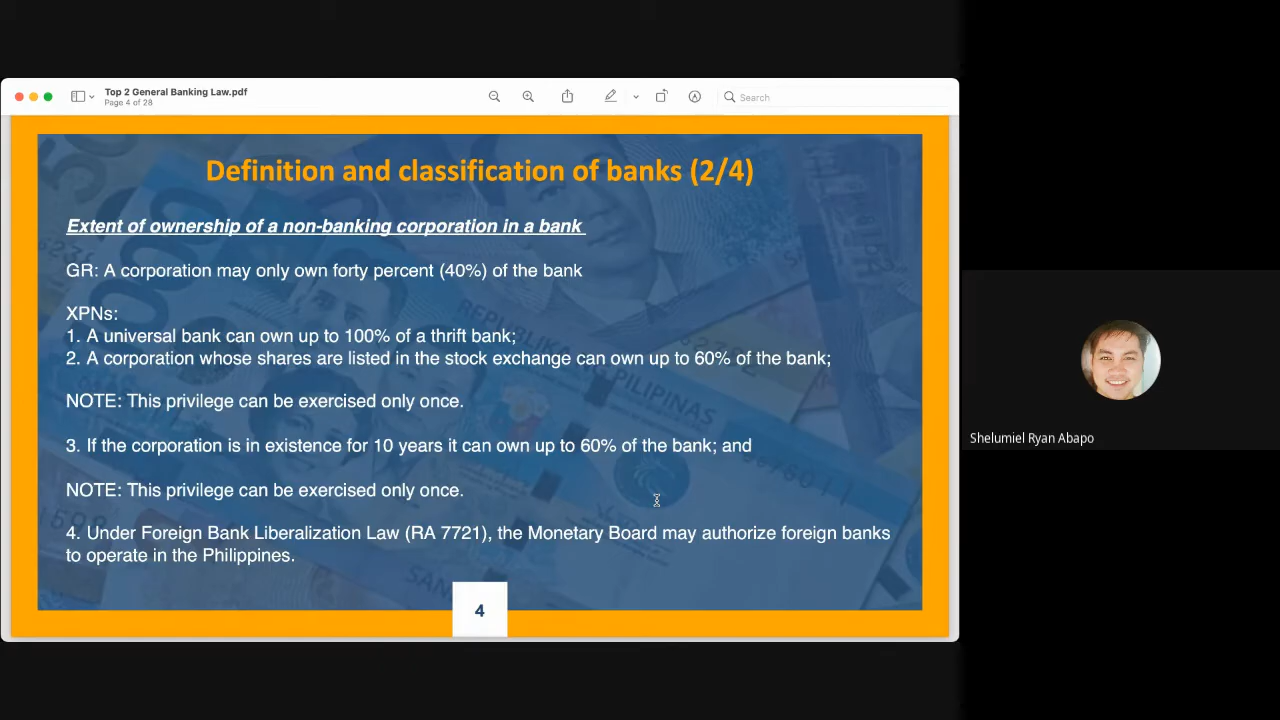 Top 2 General Banking Law.pdf
Page 4 of 28
Search
Definition and classification of banks (2/4)
Extent of ownership of a non-banking corporation in a bank
GR: A corporation may only own forty percent (40%) of the bank
XPNs:
1. A universal bank can own up to 100% of a thrift bank;
2. A corporation whose shares are listed in the stock exchange can own up to 60% of the bank;
NOTE: This privilege can be exercised only once.
3. If the corporation is in existence for 10 years it can own up to 60% of the bank; and
NOTE: This privilege can be exercised only once.
4. Under Foreign Bank Liberalization Law (RA 7721), the Monetary Board may authorize foreign banks
to operate in the Philippines.
4
Shelumiel Ryan Abapo